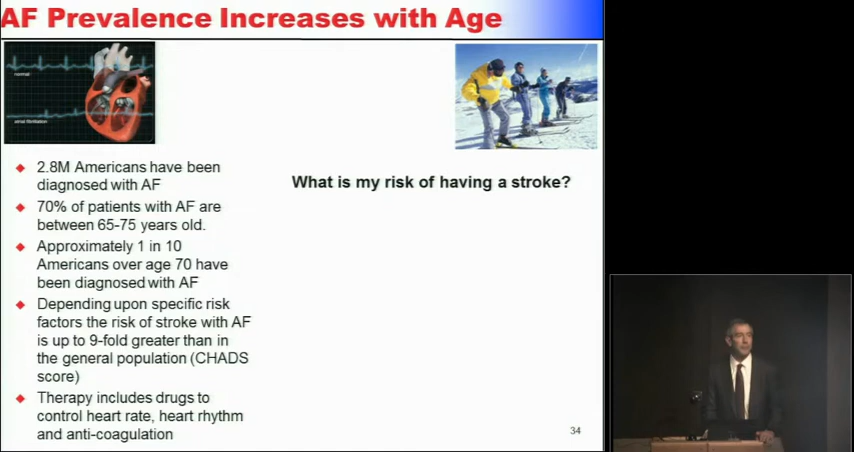 AF Prevalence Increases with Age
normal
atrial fibrillation
2.8M Americans have been
diagnosed with AF
70% of patients with AF are
between 65-75 years old.
Approximately 1 in 10
Americans over age 70 have
been diagnosed with AF
Depending upon specific risk
factors the risk of stroke with AF
is up to 9-fold greater than in
the general population (CHADS
score)
Therapy includes drugs to
control heart rate, heart rhythm
and anti-coagulation
What is my risk of having a stroke?
34